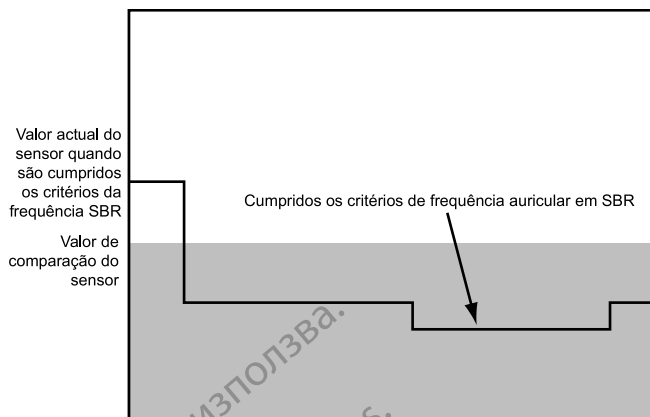 Valor actual do
sensor quando
são cumpridos
os critérios da
frequência SBR
Cumpridos os critérios de frequência auricular em SBR
Valor de
comparação do
sensor
използва.